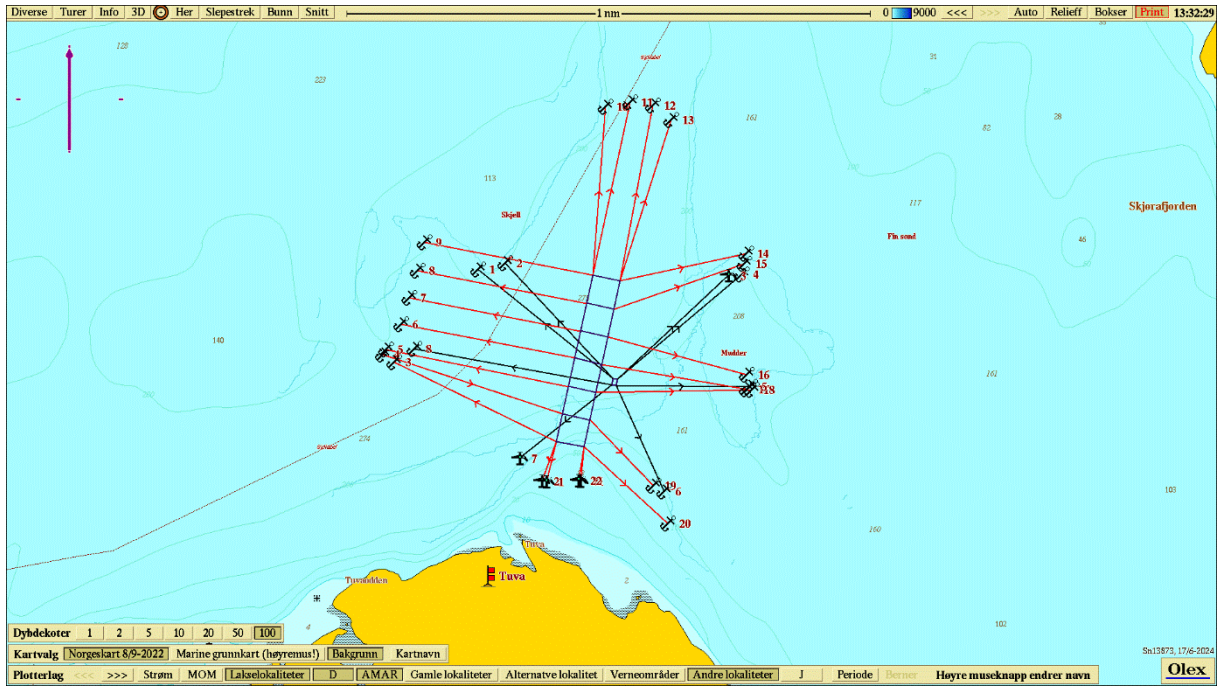 Diverse Turer Info 3D Her Slepestrek Bunn Snitt 1 nm 0 9000 <<< >>> Auto Relieff Bokser Print 13:32:29
128
223
31
161
28
82
113
Skjell
117
Skjørafjorden
Fin sand
46
10 11 12 13
9 1 2
8
7
6
5 8
3
14
15
4
208
140
Mudder
16
18
161
274
161
7
21 22
19
6
20
103
160
Tuva
Tuvaodden
Tuva
2
4
102
Dybdekoter 1 2 5 10 20 50 100
Kartvalg Norgeskart 8/9-2022 Marine grunnkart (høyremus!) Bakgrunn Kartnavn
Sn13873, 17/6-2024
Plotterlag <<< >>> Strøm MOM Lakselokaliteter D AMAR Gamle lokaliteter Alternatve lokalitet Verneområder Andre lokaliteter J Periode Berner Høyre museknapp endrer navn
Olex